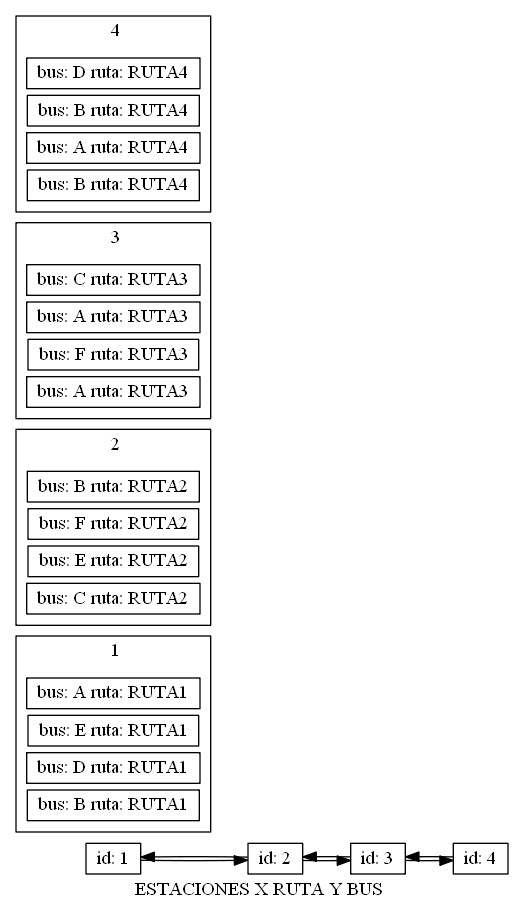 4
bus: D ruta: RUTA4
bus: B ruta: RUTA4
bus: A ruta: RUTA4
bus: B ruta: RUTA4
3
bus: C ruta: RUTA3
bus: A ruta: RUTA3
bus: F ruta: RUTA3
bus: A ruta: RUTA3
2
bus: B ruta: RUTA2
bus: F ruta: RUTA2
bus: E ruta: RUTA2
bus: C ruta: RUTA2
1
bus: A ruta: RUTA1
bus: E ruta: RUTA1
bus: D ruta: RUTA1
bus: B ruta: RUTA1
id: 1 id: 2 id: 3 id: 4
ESTACIONES X RUTA Y BUS